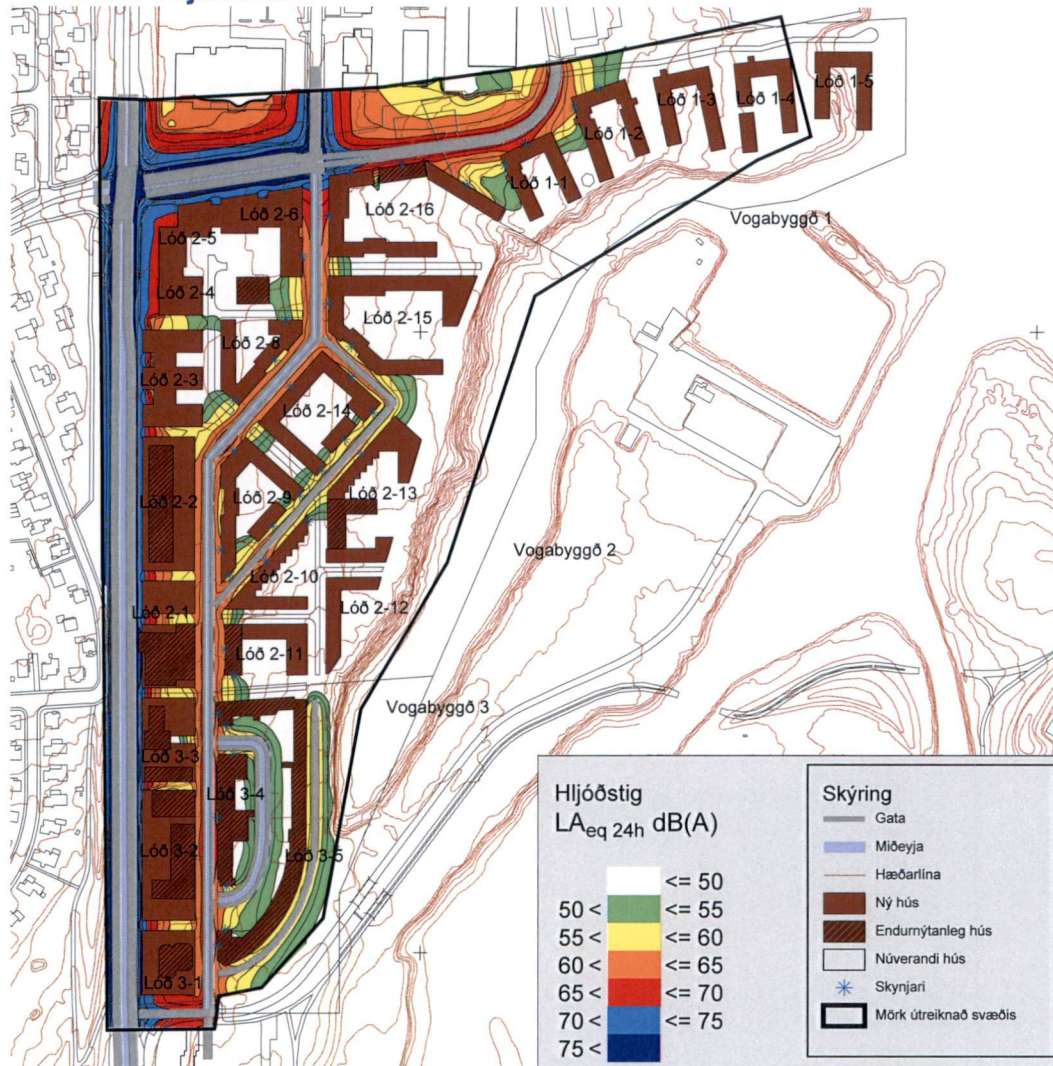 Lóð 1-5
Lóð 1-3
Lóð 1-4
Lóð 1-2
Lóð 1-1
Lóð 2-16
Lóð 2-6
Lóð 2-5
Vogabyggð 1
Lóð 2-4
Lóð 2-15
Lóð 2-8
Lóð 2-3
Lóð 2-14
Lóð 2-2
Lóð 2-9
Lóð 2-13
Vogabyggð 2
Lóð 2-10
Lóð 2-1
Lóð 2-12
Lóð 2-11
Vogabyggð 3
Lóð 3-3
Lóð 3-4
Lóð 3-2
Lóð 3-5
Lóð 3-1
Hljóðstig
LAeq 24h dB(A)
<= 50
50 < <= 55
55 < <= 60
60 < <= 65
65 < <= 70
70 < <= 75
75 <
Skýring
Gata
Miðeyja
Hæðarlína
Ný hús
Endurnýtanleg hús
Núverandi hús
Skynjari
Mörk útreiknað svæðis